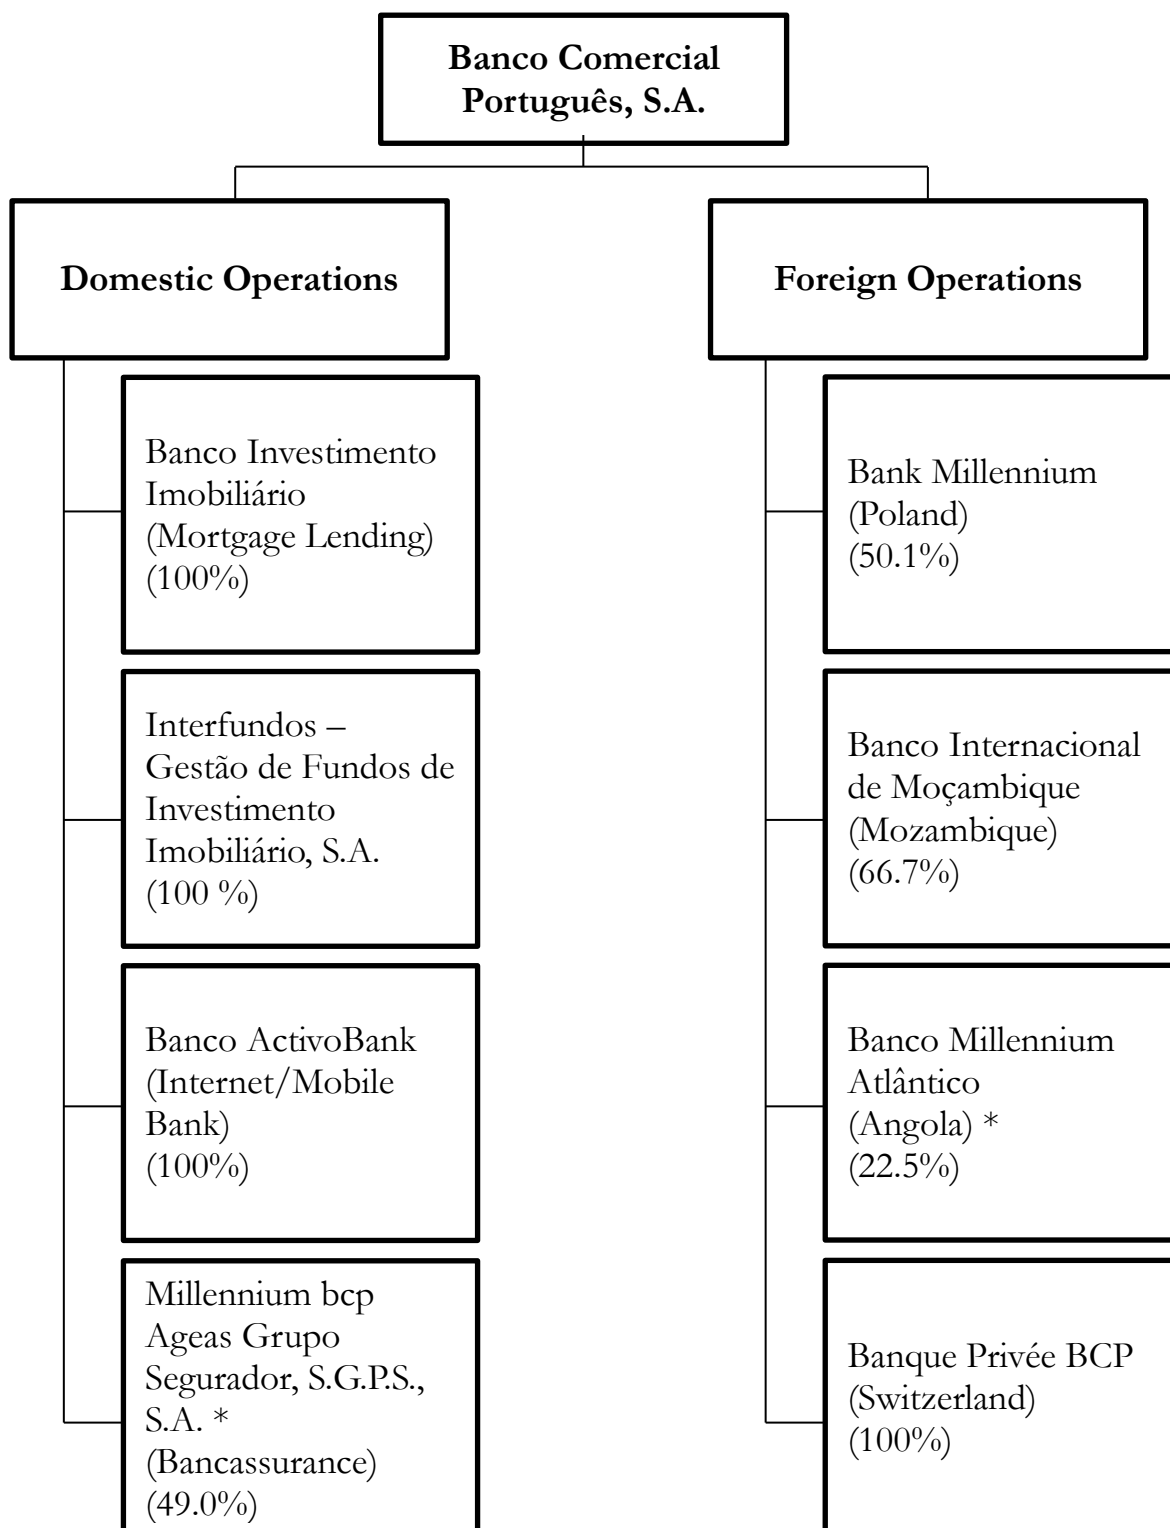 Banco Comercial
Português, S.A.
Domestic Operations
Foreign Operations
Banco Investimento
Imobiliário
(Mortgage Lending)
(100%)
Interfundos –
Gestão de Fundos de
Investimento
Imobiliário, S.A.
(100 %)
Banco ActivoBank
(Internet/Mobile
Bank)
(100%)
Millennium bcp
Ageas Grupo
Segurador, S.G.P.S.,
S.A. *
(Bancassurance)
(49.0%)
Bank Millennium
(Poland)
(50.1%)
Banco Internacional
de Moçambique
(Mozambique)
(66.7%)
Banco Millennium
Atlântico
(Angola) *
(22.5%)
Banque Privée BCP
(Switzerland)
(100%)